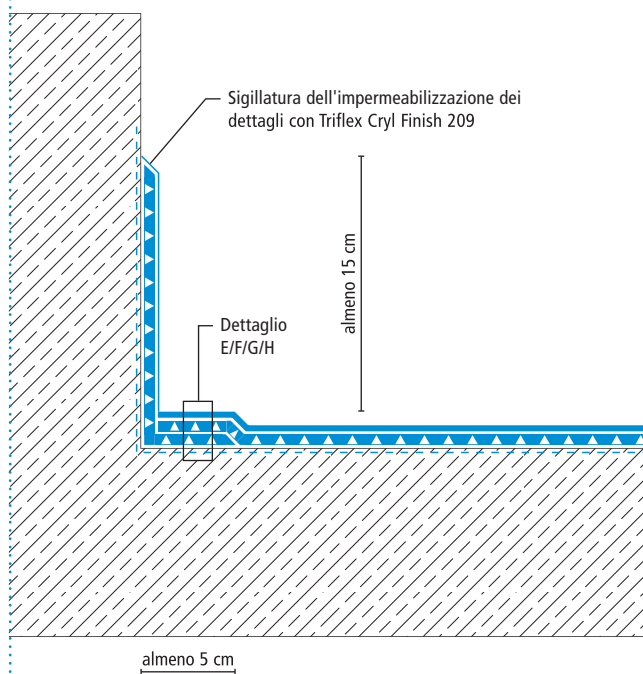 Sigillatura dell'impermeabilizzazione dei
dettagli con Triflex Cryl Finish 209
almeno 15 cm
Dettaglio
E/F/G/H
almeno 5 cm